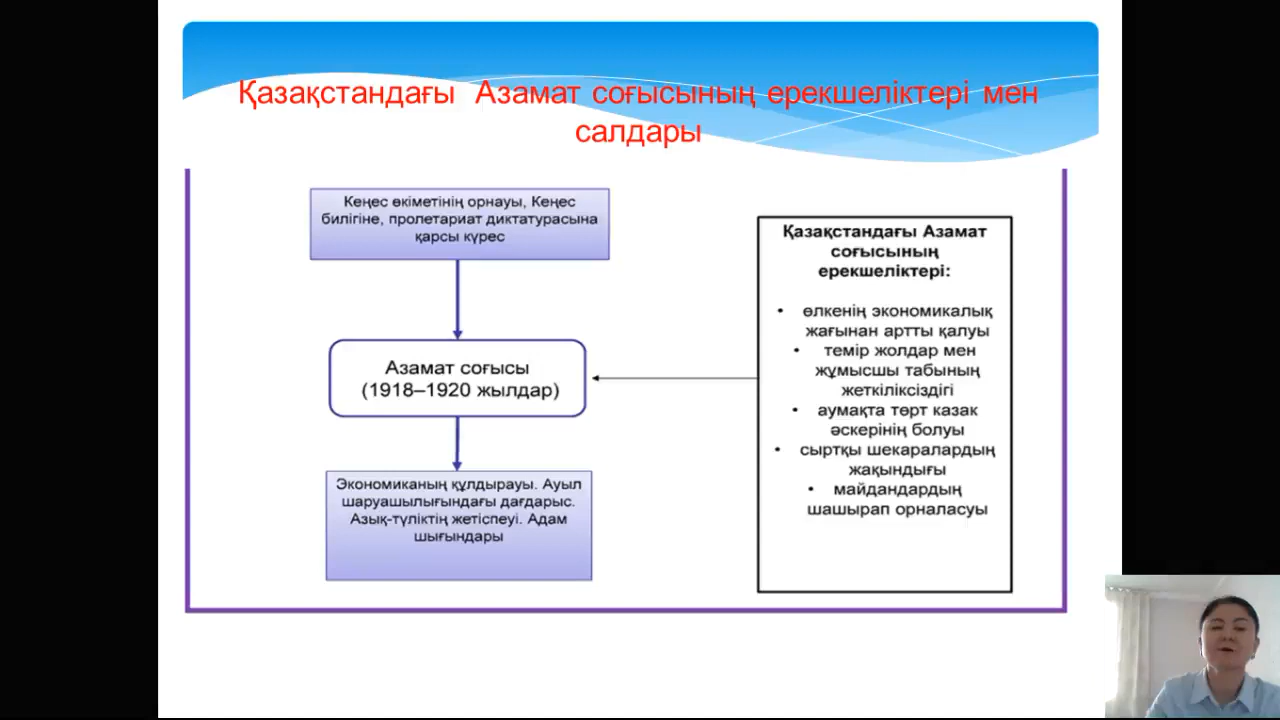 Қазақстандағы Азамат соғысының ерекшеліктері мен
салдары
Кеңес өкіметінің орнауы, Кеңес
билігіне, пролетариат диктатурасына
қарсы күрес
Азамат соғысы
(1918–1920 жылдар)
Экономиканың құлдырауы. Ауыл
шаруашылығындағы дағдарыс.
Азық-түліктің жетіспеуі. Адам
шығындары
Қазақстандағы Азамат
соғысының
ерекшеліктері:
• өлкенің экономикалық
жағынан артты қалуы
• темір жолдар мен
жұмысшы табының
жеткіліксіздігі
• аумақта төрт казак
әскерінің болуы
• сыртқы шекаралардың
жақындығы
• майдандардың
шашырап орналасуы